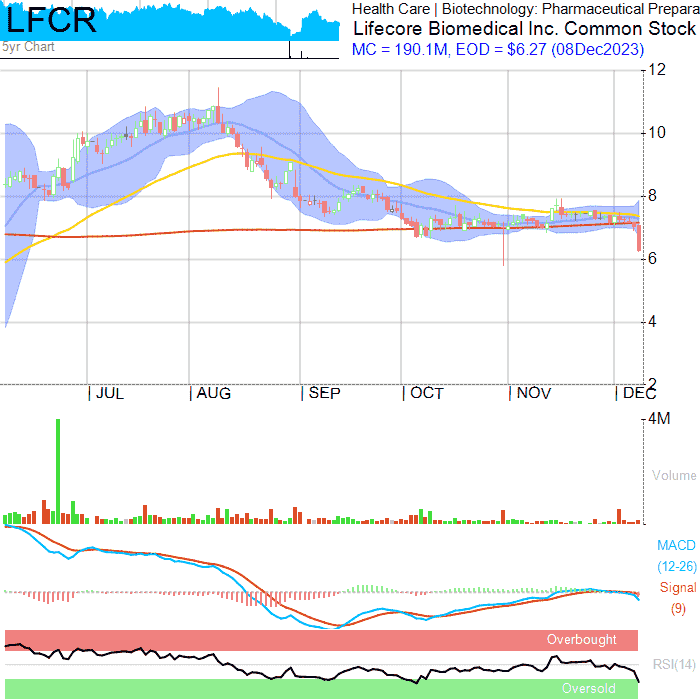 LFCR
5yr Chart
Health Care | Biotechnology: Pharmaceutical Prepara
Lifecore Biomedical Inc. Common Stock
MC = 190.1M, EOD = $6.27 (08Dec2023)
12
10
8
6
4
2
JUL
AUG
SEP
OCT
NOV
DEC
4M
Volume
MACD
(12-26)
Signal
(9)
Overbought
RSI(14)
Oversold